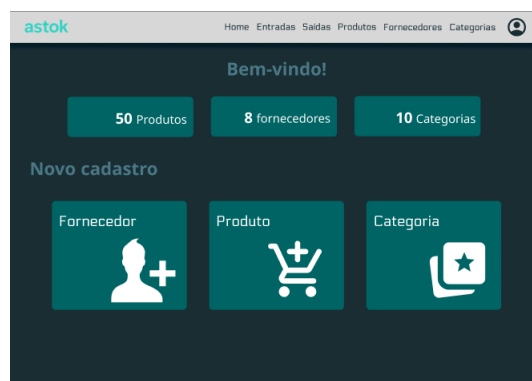 astok Home Entradas Saídas Produtos Fornecedores Categorias
Bem-vindo!
50 Produtos 8 fornecedores 10 Categorias
Novo cadastro
Fornecedor Produto Categoria